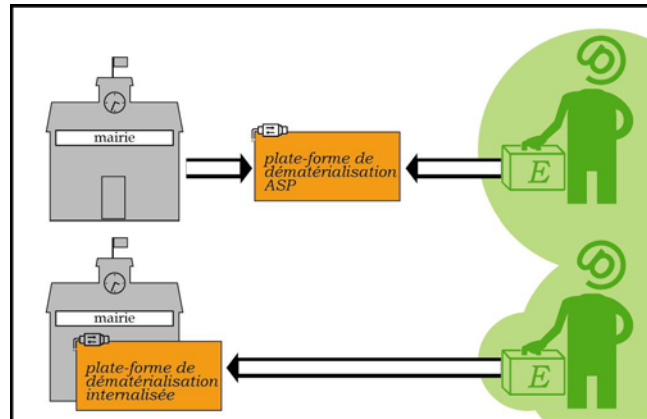 mairie
plate-forme de
dématérialisation
ASP
@
E
mairie
plate-forme de
dématérialisation
internalisée
@
E